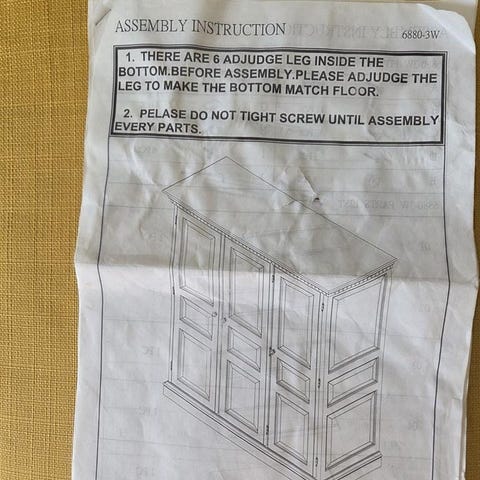 ASSEMBLY INSTRUCTION 6880-3W
1. THERE ARE 6 ADJUDGE LEG INSIDE THE
BOTTOM.BEFORE ASSEMBLY.PLEASE ADJUDGE THE
LEG TO MAKE THE BOTTOM MATCH FLOOR.
2. PELASE DO NOT TIGHT SCREW UNTIL ASSEMBLY
EVERY PARTS.